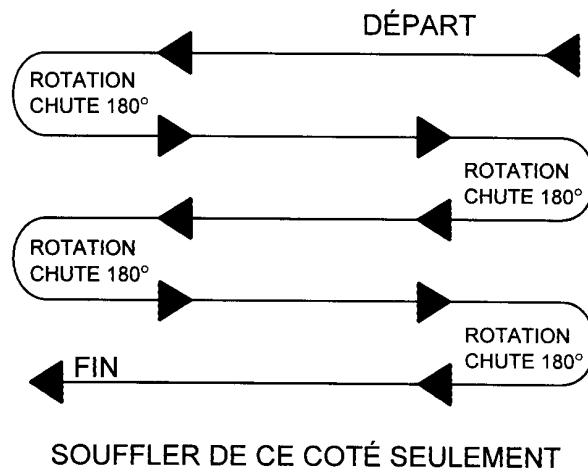 DÉPART
ROTATION
CHUTE 180°
ROTATION
CHUTE 180°
ROTATION
CHUTE 180°
ROTATION
CHUTE 180°
FIN
SOUFFLER DE CE COTÉ SEULEMENT